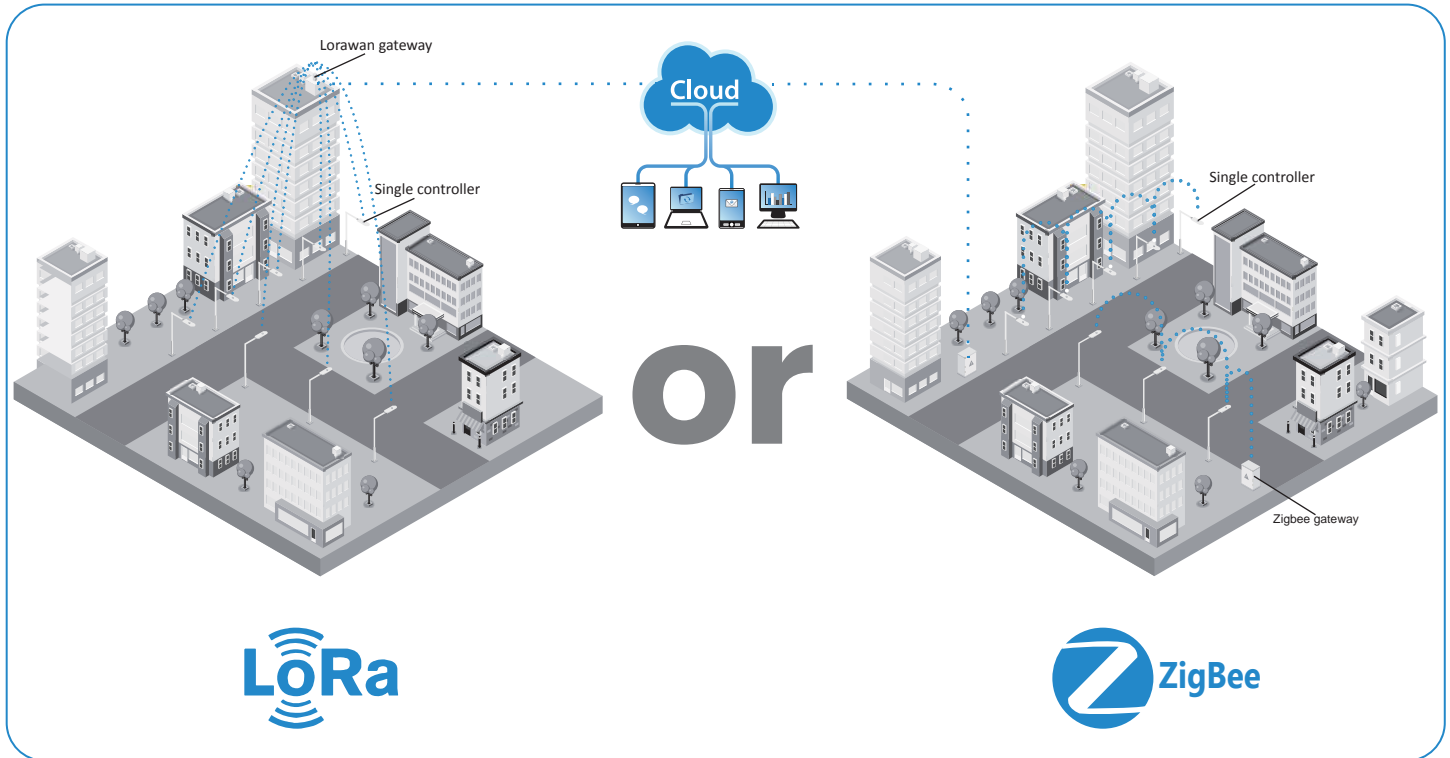 Lorawan gateway
Cloud
Single controller
Single controller
or
Zigbee gateway
LoRa
ZigBee